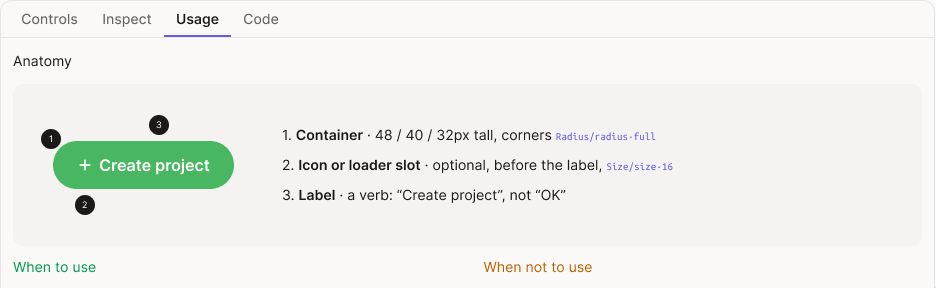 Controls Inspect Usage Code
Anatomy
1
3
+ Create project
2
1. Container · 48 / 40 / 32px tall, corners Radius/radius-full
2. Icon or loader slot · optional, before the label, Size/size-16
3. Label · a verb: “Create project”, not “OK”
When to use When not to use